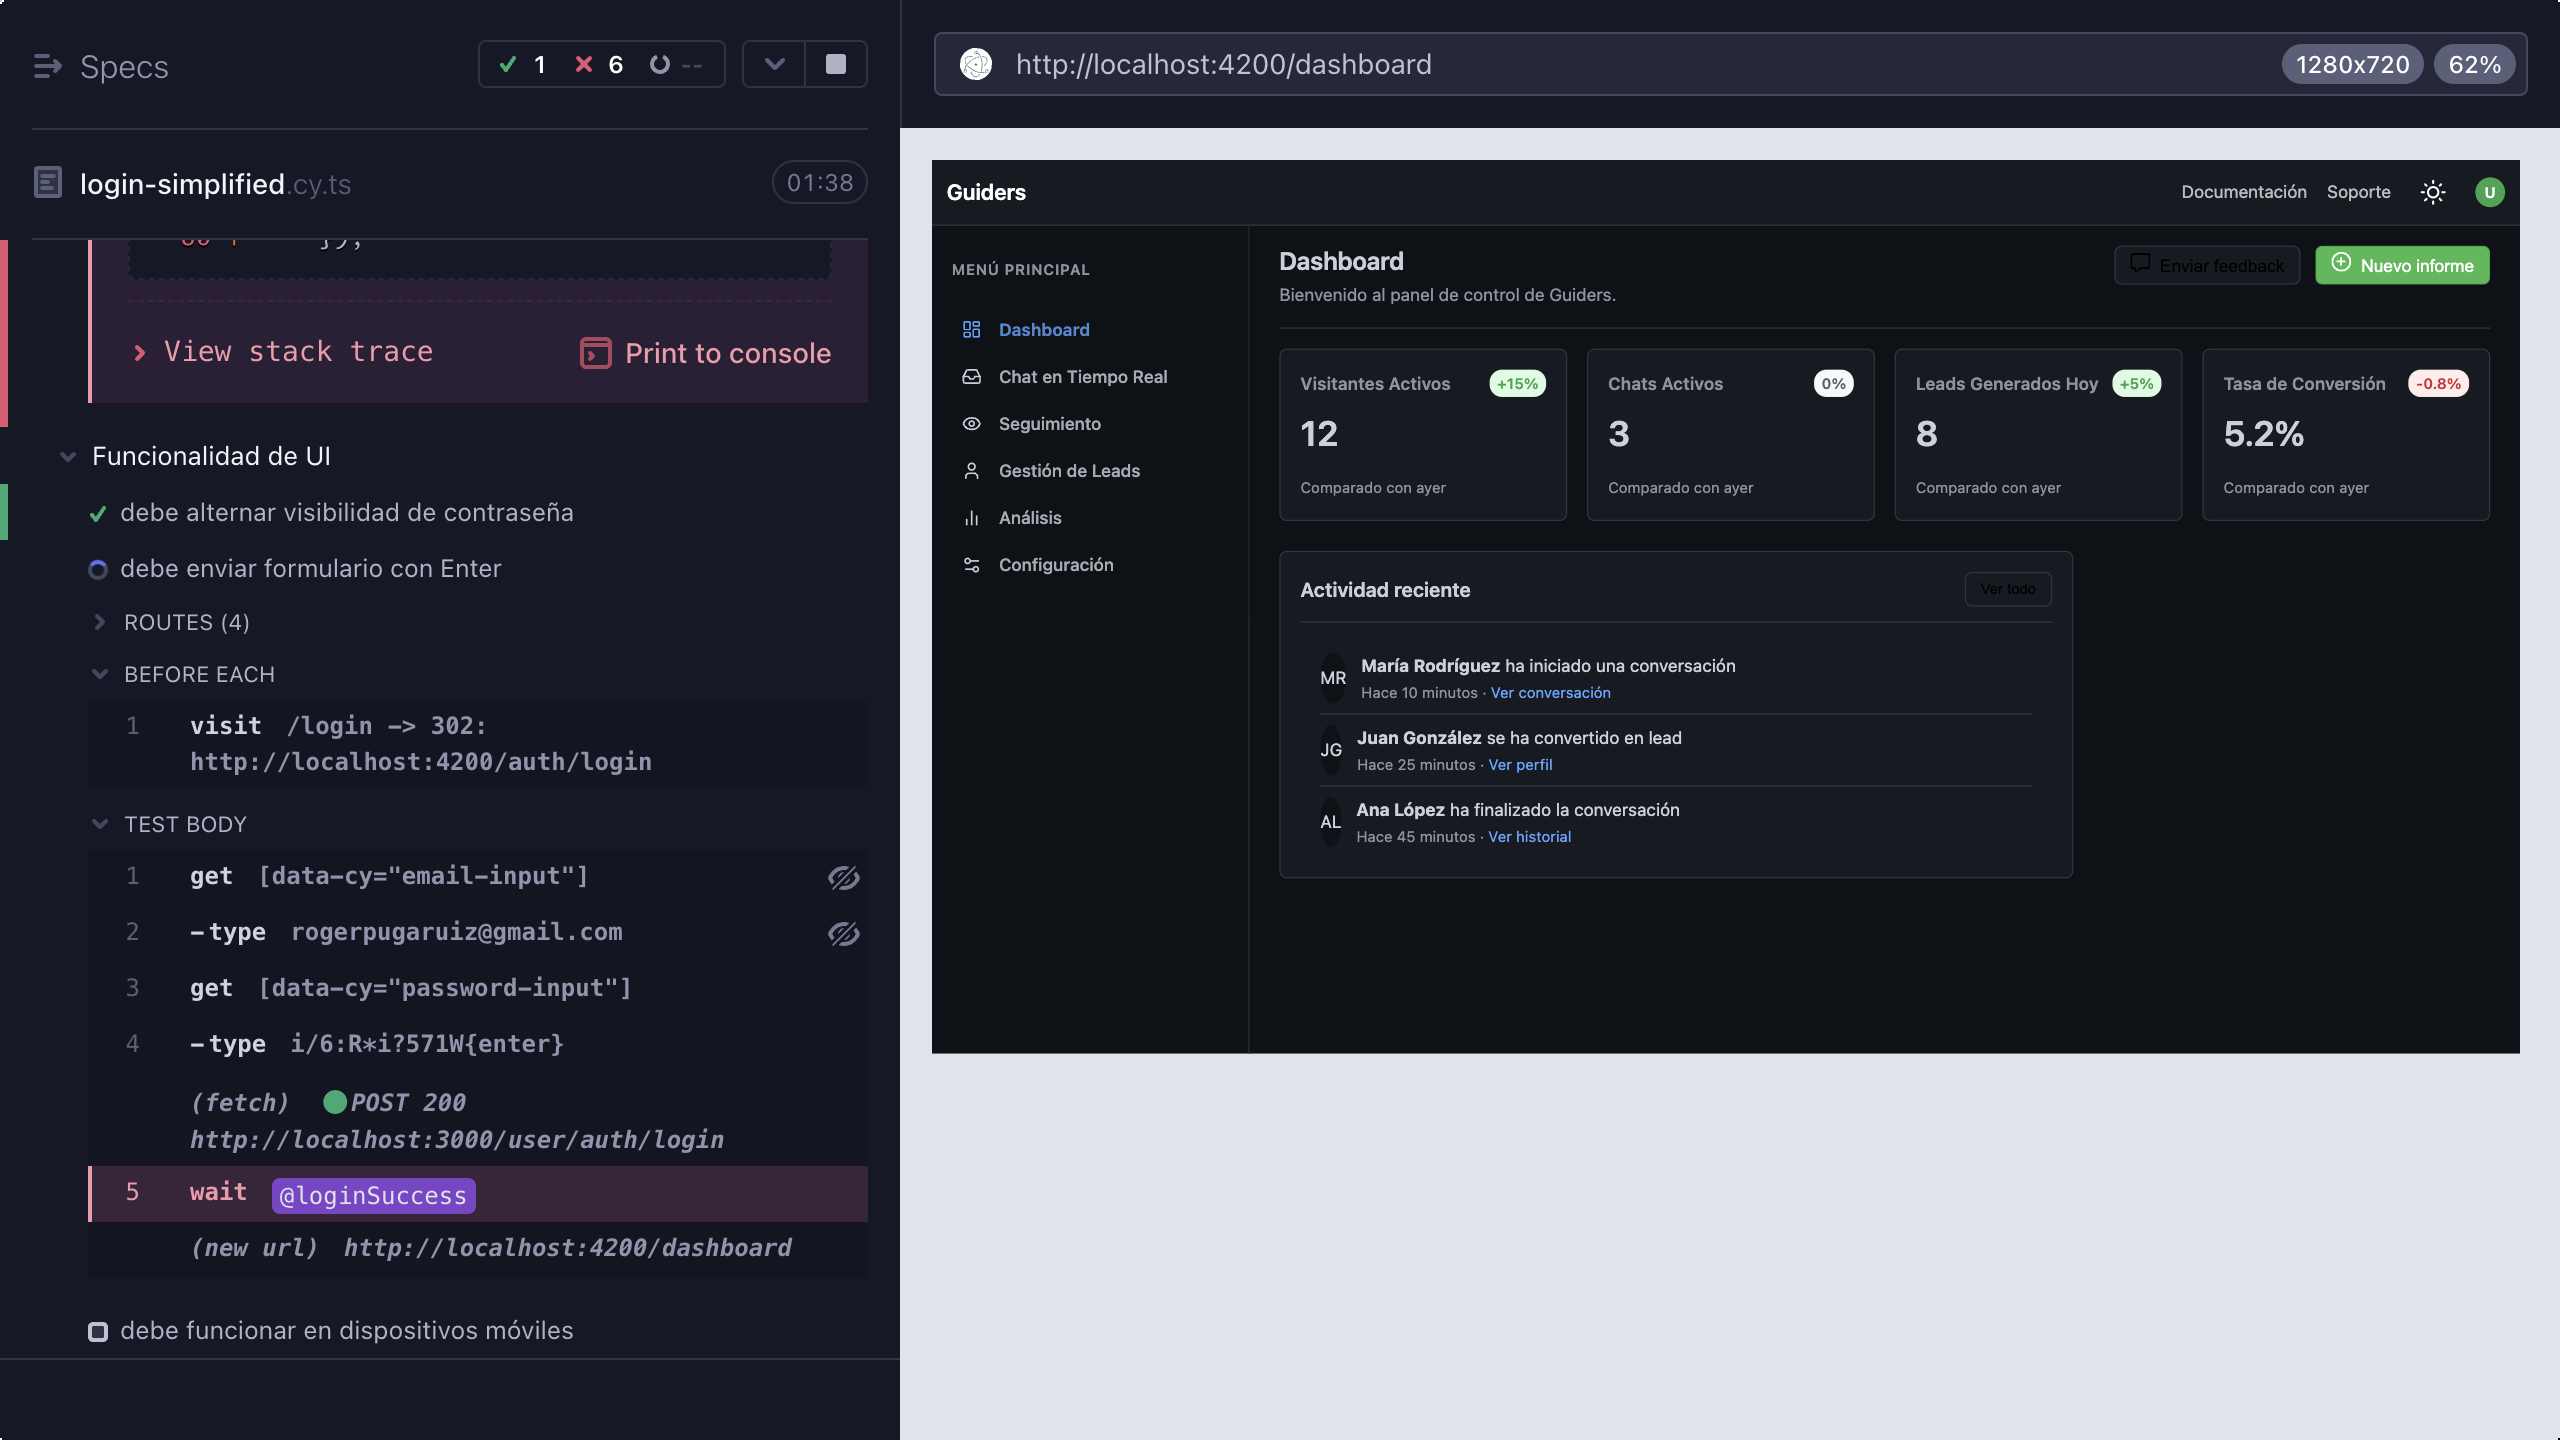 Specs
1
6
--
login-simplified.cy.ts
01:38
});
View stack trace
Print to console
Funcionalidad de UI
debe alternar visibilidad de contraseña
debe enviar formulario con Enter
ROUTES (4)
BEFORE EACH
1 visit /login -> 302:
http://localhost:4200/auth/login
TEST BODY
1 get [data-cy="email-input"]
2 -type rogerpugaruiz@gmail.com
3 get [data-cy="password-input"]
4 -type i/6:R*i?571W{enter}
(fetch) POST 200
http://localhost:3000/user/auth/login
5 wait @loginSuccess
(new url) http://localhost:4200/dashboard
debe funcionar en dispositivos móviles
http://localhost:4200/dashboard
1280x720
62%
Guiders
Documentación
Soporte
U
MENÚ PRINCIPAL
Dashboard
Chat en Tiempo Real
Seguimiento
Gestión de Leads
Análisis
Configuración
Dashboard
Bienvenido al panel de control de Guiders.
Enviar feedback
Nuevo informe
Visitantes Activos +15%
12
Comparado con ayer
Chats Activos 0%
3
Comparado con ayer
Leads Generados Hoy +5%
8
Comparado con ayer
Tasa de Conversión -0.8%
5.2%
Comparado con ayer
Actividad reciente
Ver todo
MR
María Rodríguez ha iniciado una conversación
Hace 10 minutos · Ver conversación
JG
Juan González se ha convertido en lead
Hace 25 minutos · Ver perfil
AL
Ana López ha finalizado la conversación
Hace 45 minutos · Ver historial